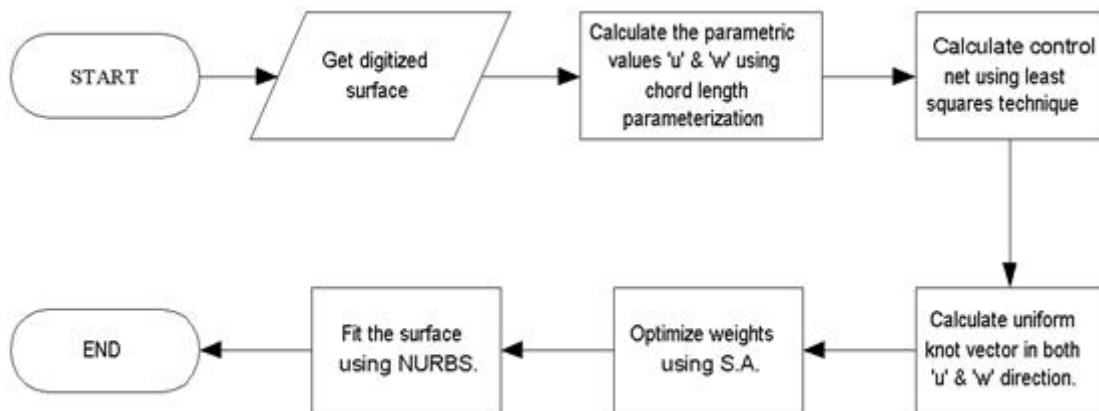 START
Get digitized
surface
Calculate the parametric
values 'u' & 'w' using
chord length
parameterization
Calculate control
net using least
squares technique
Calculate uniform
knot vector in both
'u' & 'w' direction.
Optimize weights
using S.A.
Fit the surface
using NURBS.
END